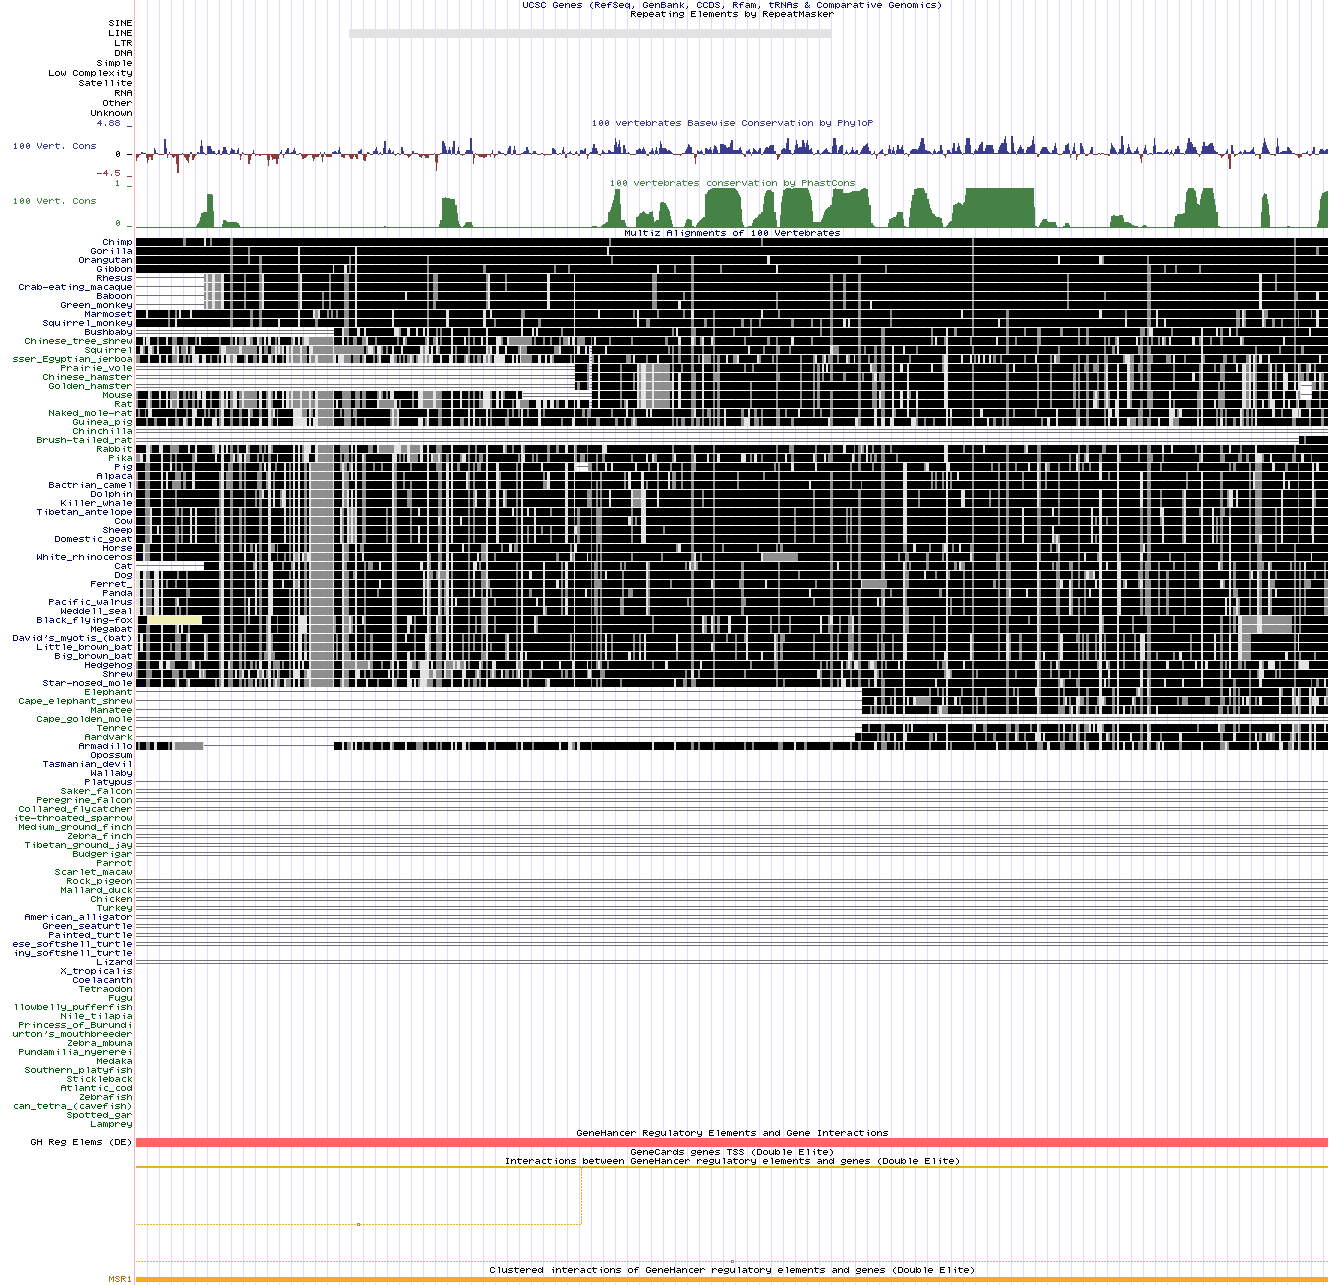 UCSC Genes (RefSeq, GenBank, CCDS, Rfam, tRNAs & Comparative Genomics)
Repeating Elements by RepeatMasker
SINE
LINE
LTR
DNA
Simple
Low Complexity
Satellite
RNA
Other
Unknown
4.88 _
100 vertebrates Basewise Conservation by PhyloP
100 Vert. Cons
0 -
-4.5 _
1 _
100 vertebrates conservation by PhastCons
100 Vert. Cons
0 _
Multiz Alignments of 100 Vertebrates
Chimp
Gorilla
Orangutan
Gibbon
Rhesus
Crab-eating_macaque
Baboon
Green_monkey
Marmoset
Squirrel_monkey
Bushbaby
Chinese_tree_shrew
Squirrel
sser_Egyptian_jerboa
Prairie_vole
Chinese_hamster
Golden_hamster
Mouse
Rat
Naked_mole-rat
Guinea_pig
Chinchilla
Brush-tailed_rat
Rabbit
Pika
Pig
Alpaca
Bactrian_camel
Dolphin
Killer_whale
Tibetan_antelope
Cow
Sheep
Domestic_goat
Horse
White_rhinoceros
Cat
Dog
Ferret_
Panda
Pacific_walrus
Weddell_seal
Black_flying-fox
Megabat
David's_myotis_(bat)
Little_brown_bat
Big_brown_bat
Hedgehog
Shrew
Star-nosed_mole
Elephant
Cape_elephant_shrew
Manatee
Cape_golden_mole
Tenrec
Aardvark
Armadillo
Opossum
Tasmanian_devil
Wallaby
Platypus
Saker_falcon
Peregrine_falcon
Collared_flycatcher
ite-throated_sparrow
Medium_ground_finch
Zebra_finch
Tibetan_ground_jay
Budgerigar
Parrot
Scarlet_macaw
Rock_pigeon
Mallard_duck
Chicken
Turkey
American_alligator
Green_seaturtle
Painted_turtle
ese_softshell_turtle
iny_softshell_turtle
Lizard
X_tropicalis
Coelacanth
Tetraodon
Fugu
llowbelly_pufferfish
Nile_tilapia
Princess_of_Burundi
urton's_mouthbreeder
Zebra_mbuna
Pundamilia_nyererei
Medaka
Southern_platyfish
Stickleback
Atlantic_cod
Zebrafish
can_tetra_(cavefish)
Spotted_gar
Lamprey
GeneHancer Regulatory Elements and Gene Interactions
GH Reg Elems (DE)
GeneCards genes TSS (Double Elite)
Interactions between GeneHancer regulatory elements and genes (Double Elite)
Clustered interactions of GeneHancer regulatory elements and genes (Double Elite)
MSR1